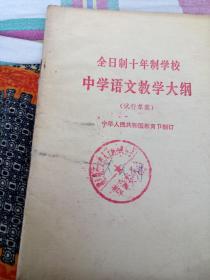 全日制十年制学校
中学语文教学大纲
(试行草案)
中华人民共和国教育部制订